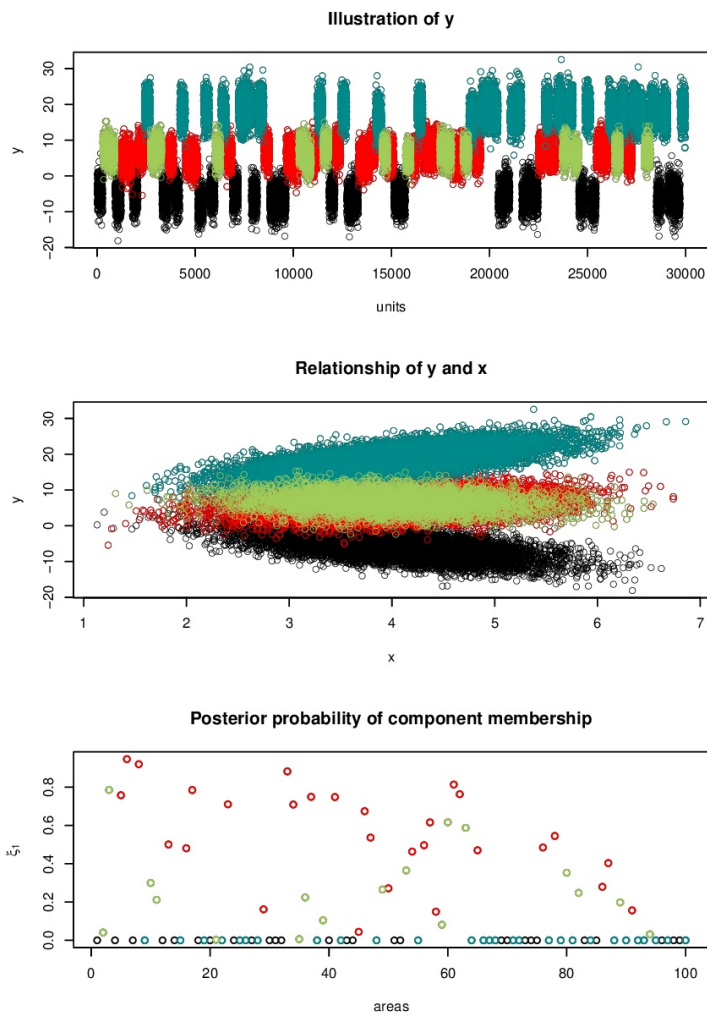 Illustration of y
30
20
10
0
−10
−20
y
0 5000 10000 15000 20000 25000 30000
units
Relationship of y and x
30
20
10
0
−10
−20
y
1 2 3 4 5 6 7
x
Posterior probability of component membership
0.8
0.6
0.4
0.2
0.0
ξ1
0 20 40 60 80 100
areas